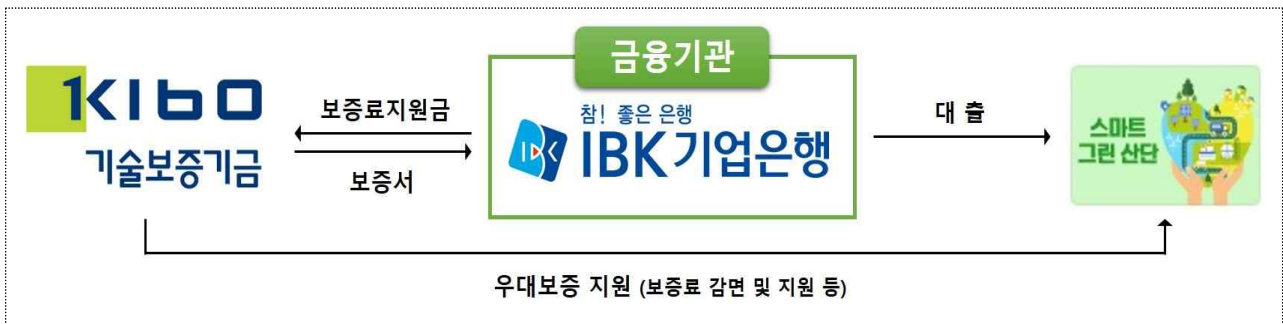 금융기관
KIBO
기술보증기금
보증료지원금
보증서
참! 좋은 은행
IBK
IBK기업은행
대 출
스마트
그린 산단
우대보증 지원 (보증료 감면 및 지원 등)